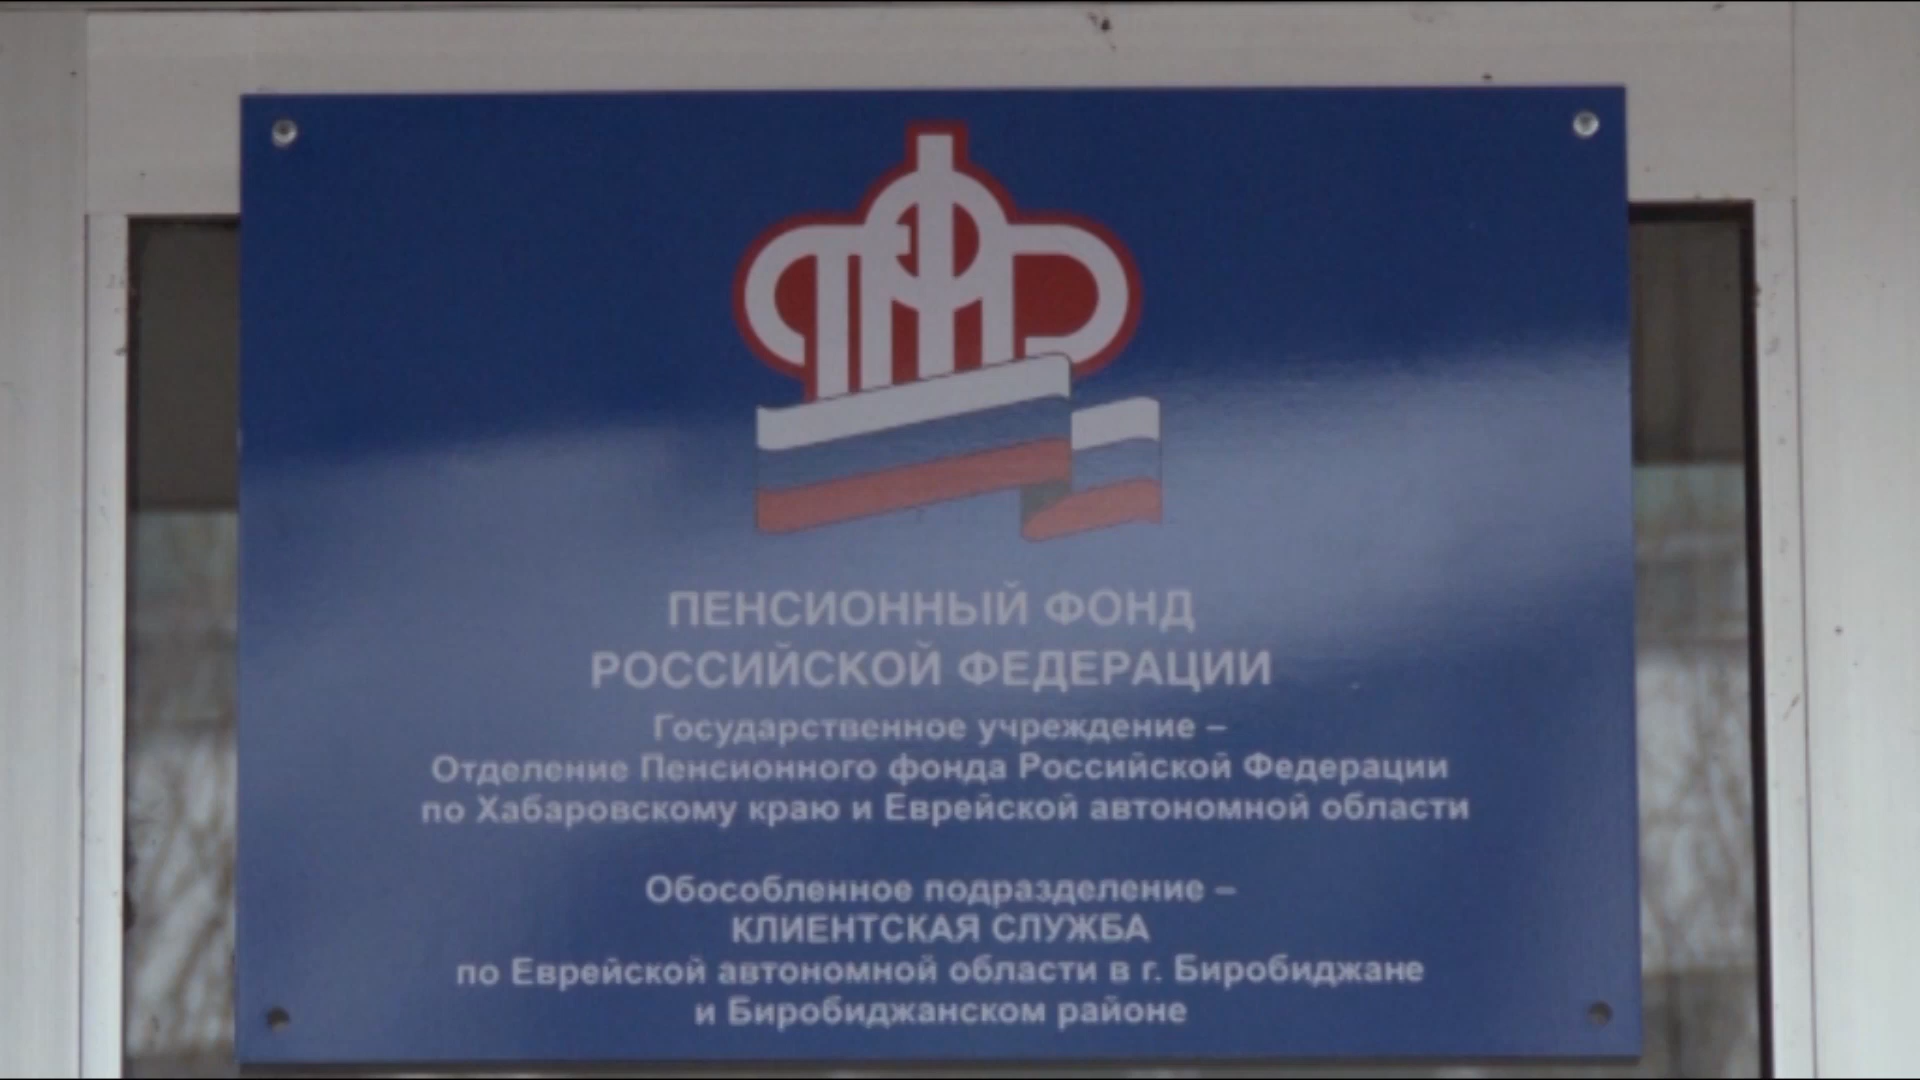 ПЕНСИОННЫЙ ФОНД
РОССИЙСКОЙ ФЕДЕРАЦИИ
Государственное учреждение –
Отделение Пенсионного фонда Российской Федерации
по Хабаровскому краю и Еврейской автономной области
Обособленное подразделение –
КЛИЕНТСКАЯ СЛУЖБА
по Еврейской автономной области в г. Биробиджане
и Биробиджанском районе